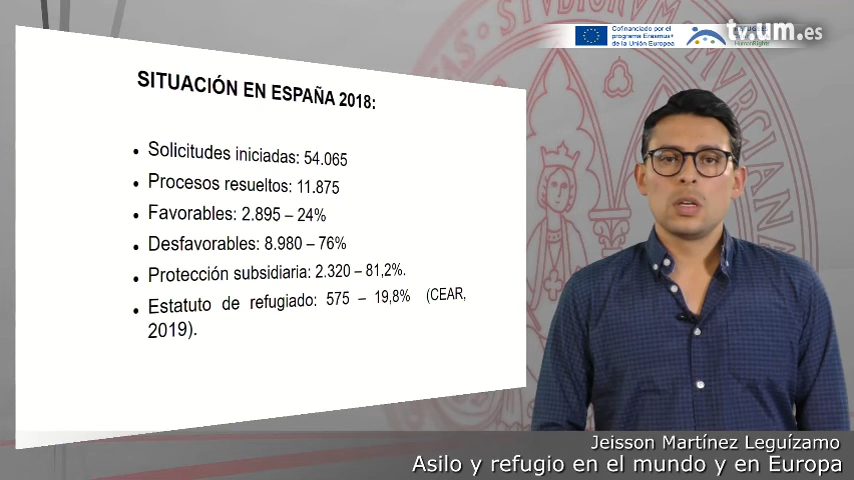 Cofinanciado por el
programa Erasmus+
de la Unión Europea
tv.um.es
HumanRights
SITUACIÓN EN ESPAÑA 2018:
• Solicitudes iniciadas: 54.065
• Procesos resueltos: 11.875
• Favorables: 2.895 – 24%
• Desfavorables: 8.980 – 76%
• Protección subsidiaria: 2.320 – 81,2%.
• Estatuto de refugiado: 575 – 19,8% (CEAR,
2019).
Jeisson Martínez Leguízamo
Asilo y refugio en el mundo y en Europa